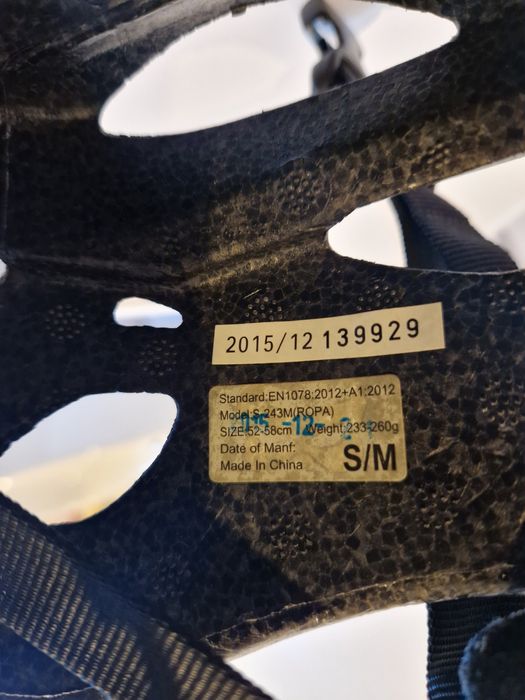 2015/12 139929
Standard:EN1078:2012+A1:2012
Model:S-243M(ROPA)
SIZE:52-58cm Weight:233-260g
Date of Manf:
Made In China S/M